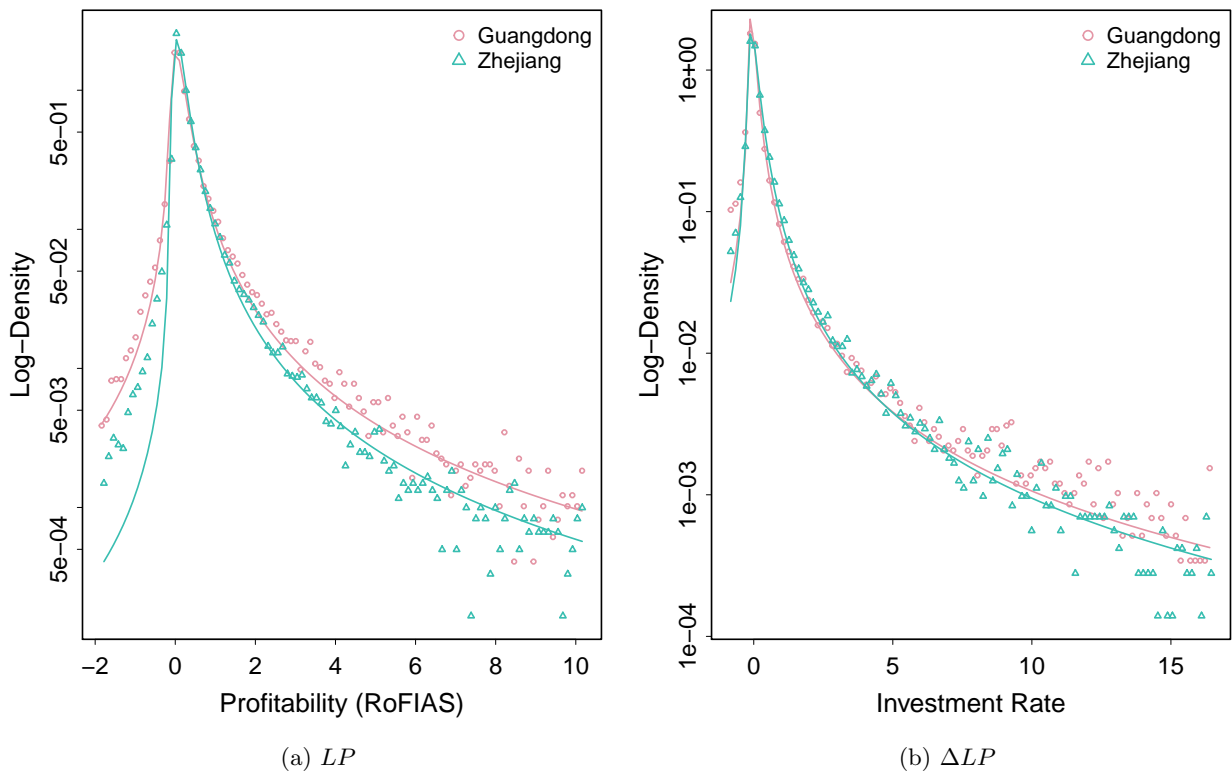 Guangdong
Zhejiang
5e−01
5e−02
5e−03
5e−04
Log−Density
−2 0 2 4 6 8 10
Profitability (RoFIAS)
(a) LP
Guangdong
Zhejiang
1e+00
1e−01
1e−02
1e−03
1e−04
Log−Density
0 5 10 15
Investment Rate
(b) ΔLP